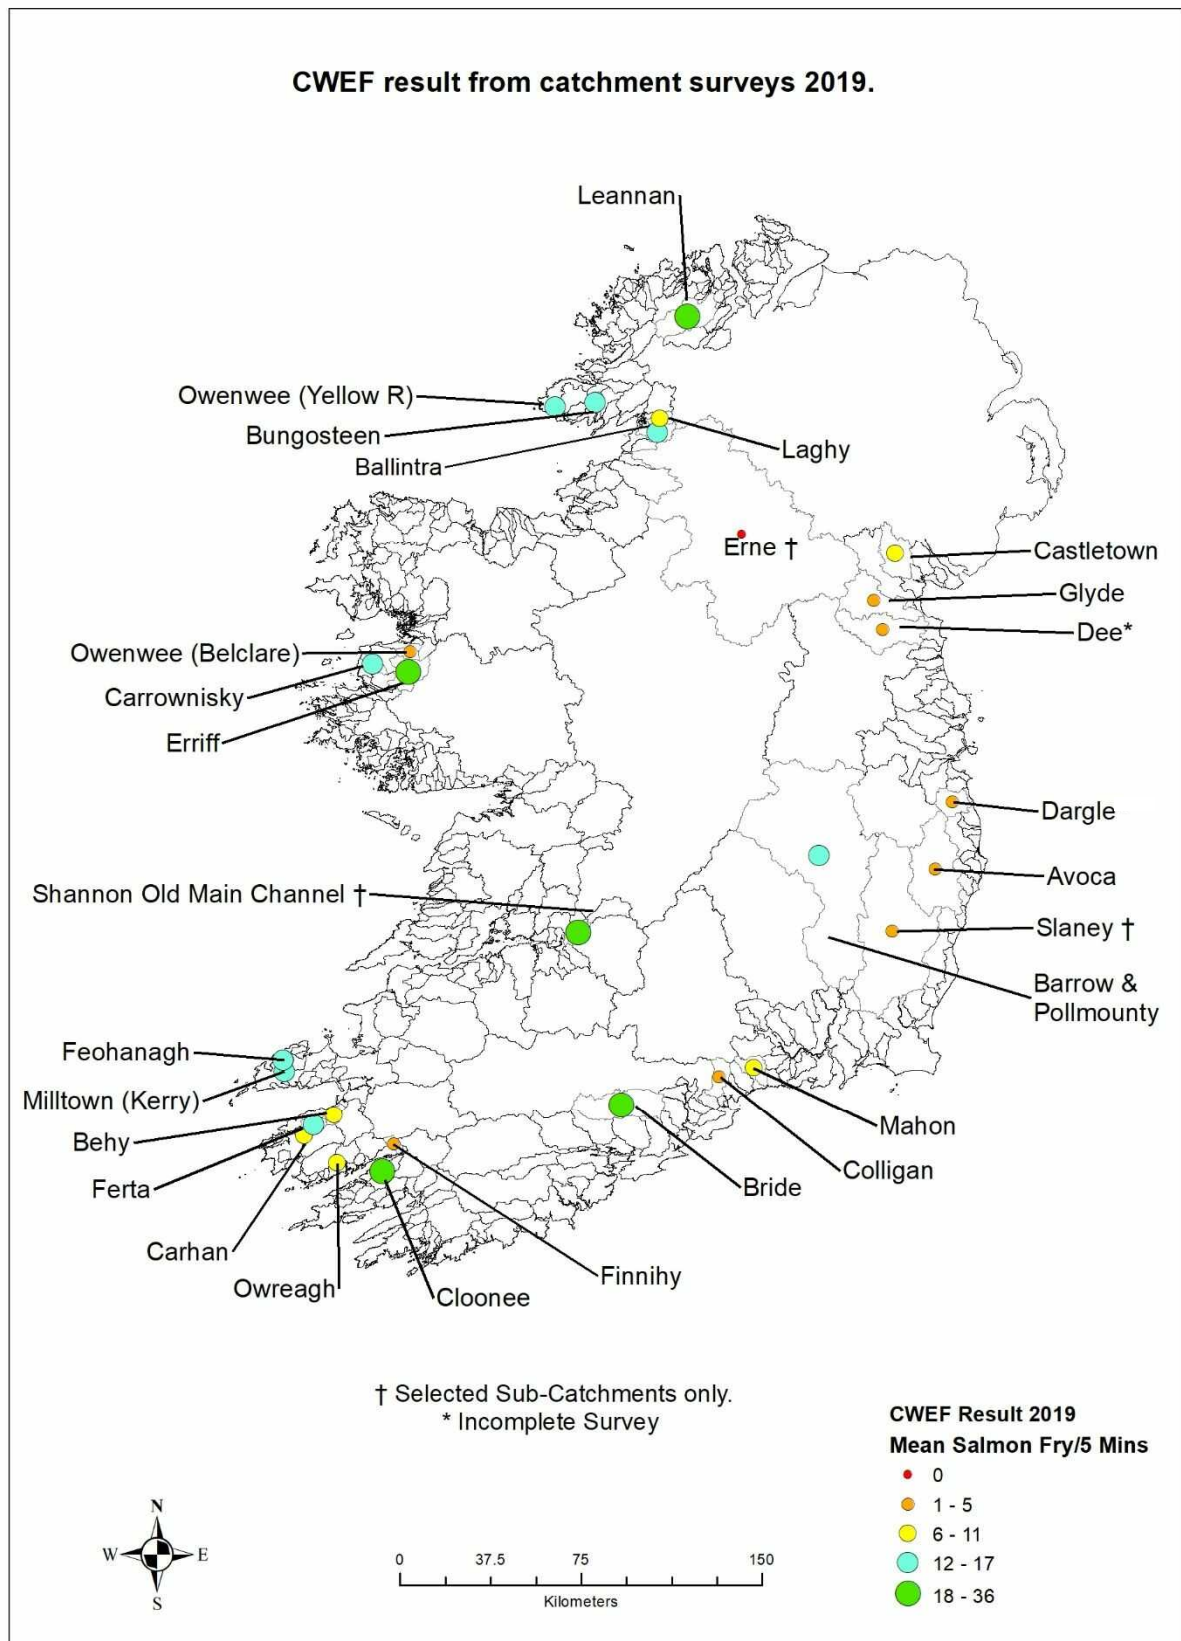 CWEF result from catchment surveys 2019.
Leannan
Owenwee (Yellow R)
Bungosteen
Ballintra
Laghy
Erne †
Castletown
Glyde
Dee*
Owenwee (Belclare)
Carrownisky
Erriff
Dargle
Avoca
Shannon Old Main Channel †
Slaney †
Barrow &
Pollmounty
Feohanagh
Milltown (Kerry)
Behy
Ferta
Carhan
Owreagh
Cloonee
Finnihy
Bride
Colligan
Mahon
† Selected Sub-Catchments only.
* Incomplete Survey
CWEF Result 2019
Mean Salmon Fry/5 Mins
0
1 - 5
6 - 11
12 - 17
18 - 36
N
W E
S
0 37.5 75 150
Kilometers